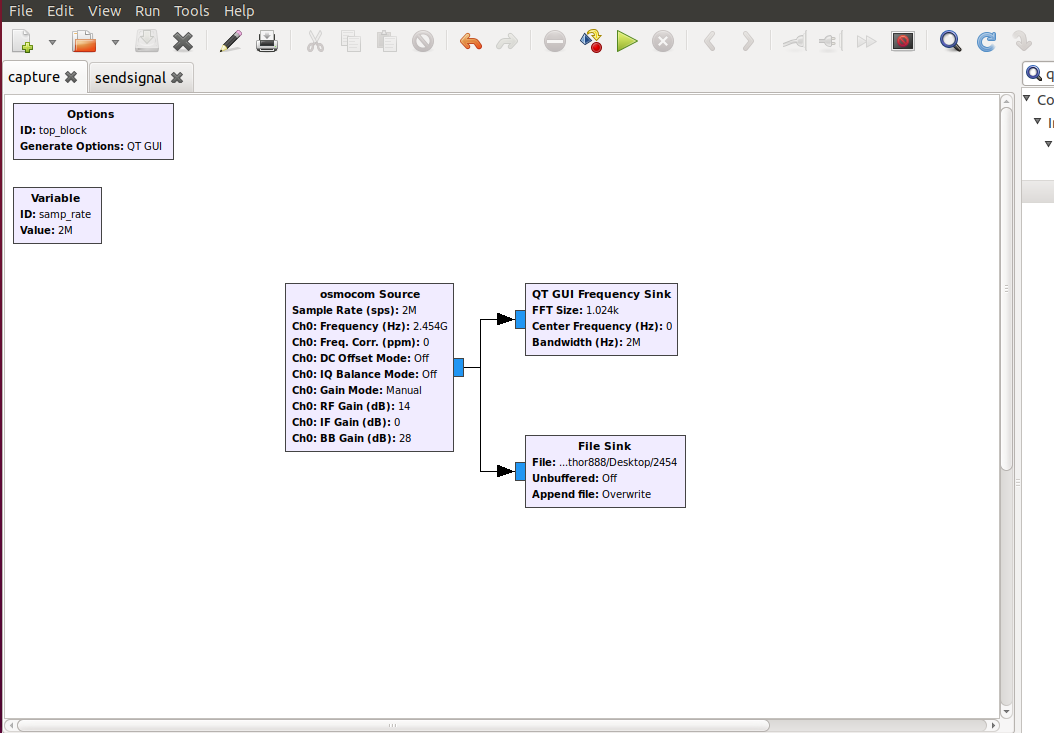 File Edit View Run Tools Help
capture
sendsignal
Options
ID: top_block
Generate Options: QT GUI
Variable
ID: samp_rate
Value: 2M
osmocom Source
Sample Rate (sps): 2M
Ch0: Frequency (Hz): 2.454G
Ch0: Freq. Corr. (ppm): 0
Ch0: DC Offset Mode: Off
Ch0: IQ Balance Mode: Off
Ch0: Gain Mode: Manual
Ch0: RF Gain (dB): 14
Ch0: IF Gain (dB): 0
Ch0: BB Gain (dB): 28
QT GUI Frequency Sink
FFT Size: 1.024k
Center Frequency (Hz): 0
Bandwidth (Hz): 2M
File Sink
File: ...thor888/Desktop/2454
Unbuffered: Off
Append file: Overwrite
q
Co